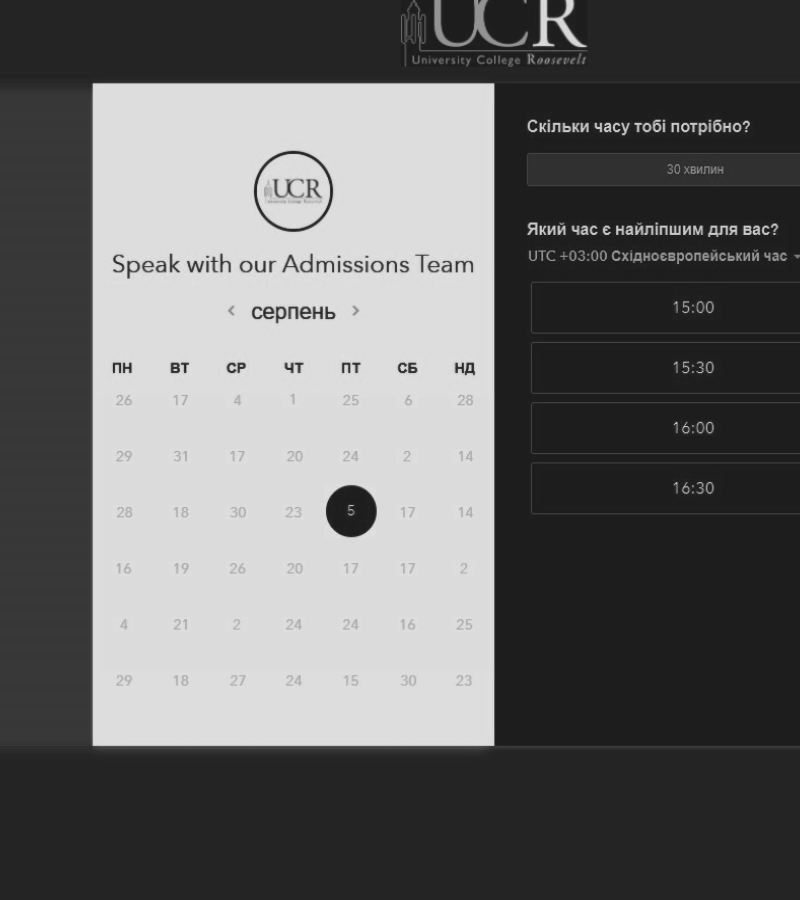 UCR
University College Roosevelt
UCR
Speak with our Admissions Team
< серпень >
ПН ВТ СР ЧТ ПТ СБ НД
26 17 4 1 25 6 28
29 31 17 20 24 2 14
28 18 30 23 5 17 14
16 19 26 20 17 17 2
4 21 2 24 24 16 25
29 18 27 24 15 30 23
Скільки часу тобі потрібно?
30 хвилин
Який час є найліпшим для вас?
UTC +03:00 Східноєвропейський час
15:00
15:30
16:00
16:30